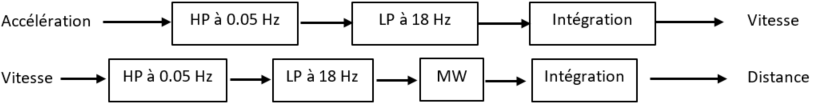 Accélération HP à 0.05 Hz LP à 18 Hz Intégration Vitesse
Vitesse HP à 0.05 Hz LP à 18 Hz MW Intégration Distance